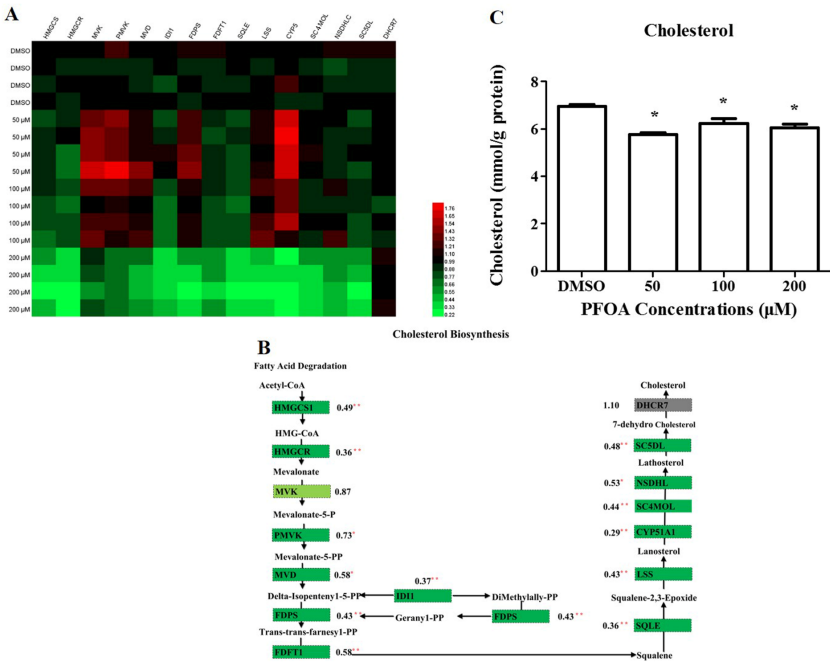 A
HMGCS
HMGCR
MVK
PMVK
MVD
IDI1
FDPS
FDFT1
SQLE
LSS
CYP5
SC4MOL
NSDHLC
SC5DL
DHCR7
DMSO
DMSO
DMSO
DMSO
50 µM
50 µM
50 µM
50 µM
100 µM
100 µM
100 µM
100 µM
200 µM
200 µM
200 µM
200 µM
1.76
1.65
1.54
1.43
1.32
1.21
1.10
0.99
0.88
0.77
0.66
0.55
0.44
0.33
0.22
C
Cholesterol
Cholesterol (mmol/g protein)
8
6
4
2
0
*
*
*
DMSO
50
100
200
PFOA Concentrations (µM)
Cholesterol Biosynthesis
B
Fatty Acid Degradation
Acetyl-CoA
HMGCS1 0.49**
HMG-CoA
HMGCR 0.36**
Mevalonate
MVK 0.87
Mevalonate-5-P
PMVK 0.73*
Mevalonate-5-PP
MVD 0.58*
Delta-Isopenteny1-5-PP
FDPS 0.43**
Trans-trans-farnesy1-PP
FDFT1 0.58**
0.37**
IDI1
DiMethylally-PP
Gerany1-PP
FDPS 0.43**
Cholesterol
1.10 DHCR7
7-dehydro Cholesterol
0.48** SC5DL
Lathosterol
0.53* NSDHL
0.44** SC4MOL
0.29** CYP51A1
Lanosterol
0.43** LSS
Squalene-2,3-Epoxide
0.36** SQLE
Squalene